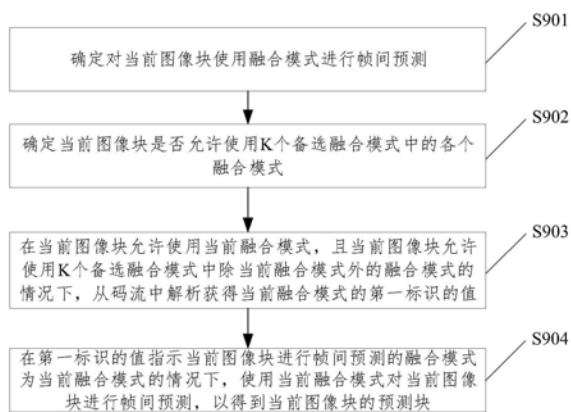 S901
确定对当前图像块使用融合模式进行帧间预测
S902
确定当前图像块是否允许使用K个备选融合模式中的各个
融合模式
S903
在当前图像块允许使用当前融合模式，且当前图像块允许
使用K个备选融合模式中除当前融合模式外的融合模式的
情况下，从码流中解析获得当前融合模式的第一标识的值
S904
在第一标识的值指示当前图像块进行帧间预测的融合模式
为当前融合模式的情况下，使用当前融合模式对当前图像
块进行帧间预测，以得到当前图像块的预测块